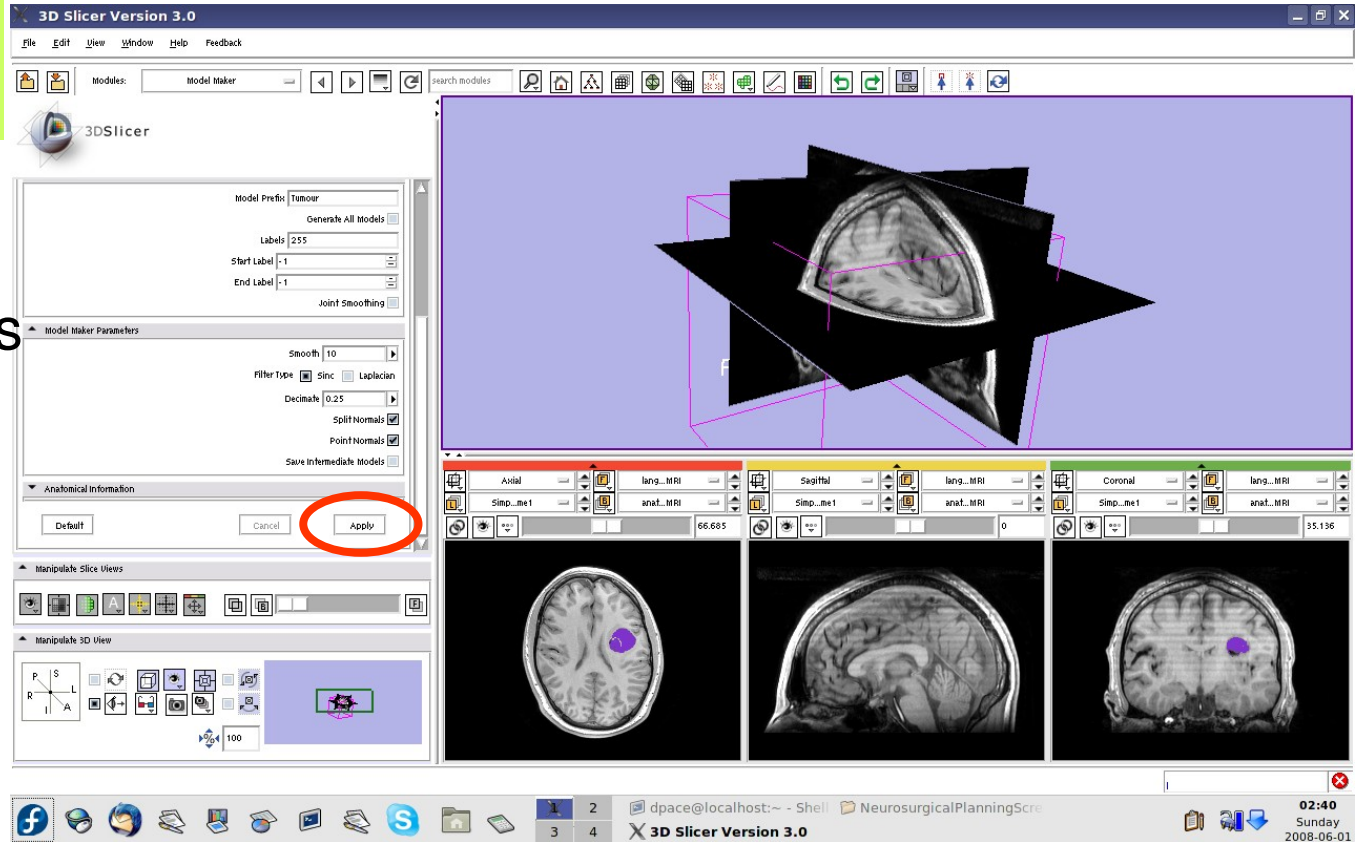 3D Slicer Version 3.0
File Edit View Window Help Feedback
Modules: Model Maker search modules
3DSlicer
Model Prefix Tumour
Generate All Models
Labels 255
Start Label -1
End Label -1
Joint Smoothing
s
Model Maker Parameters
Smooth 10
Filter Type Sinc Laplacian
Decimate 0.25
Split Normals
Point Normals
Save Intermediate Models
Anatomical Information
Default Cancel Apply
Manipulate Slice Views
Manipulate 3D View
P S
R L
I A
% 100
Axial lang...MRI
Simp...me1 anat...MRI
66.685
Sagittal lang...MRI
Simp...me1 anat...MRI
0
Coronal lang...MRI
Simp...me1 anat...MRI
35.136
1 2
3 4
dpace@localhost:~ - Shell
NeurosurgicalPlanningScre
3D Slicer Version 3.0
02:40
Sunday
2008-06-01